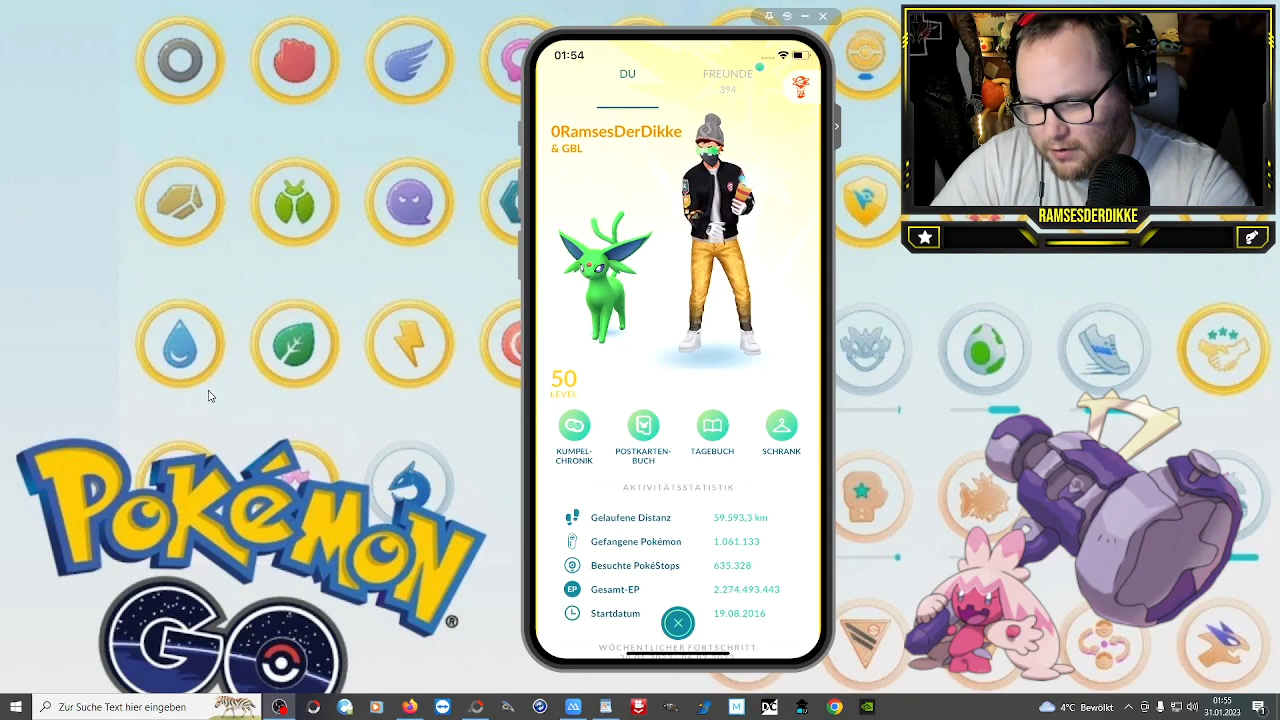 01:54
DU
FREUNDE
394
0RamsesDerDikke
& GBL
50
LEVEL
KUMPEL-
CHRONIK
POSTKARTEN-
BUCH
TAGEBUCH
SCHRANK
AKTIVITÄTSSTATISTIK
Gelaufene Distanz 59.593,3 km
Gefangene Pokémon 1.061.133
Besuchte PokéStops 635.328
EP Gesamt-EP 2.274.493.443
Startdatum 19.08.2016
WÖCHENTLICHER FORTSCHRITT
RAMSESDERDIKKE
POKÉMON®
GO
Zur Suche Text hier eingeben
4°C
01:55
31.01.2023